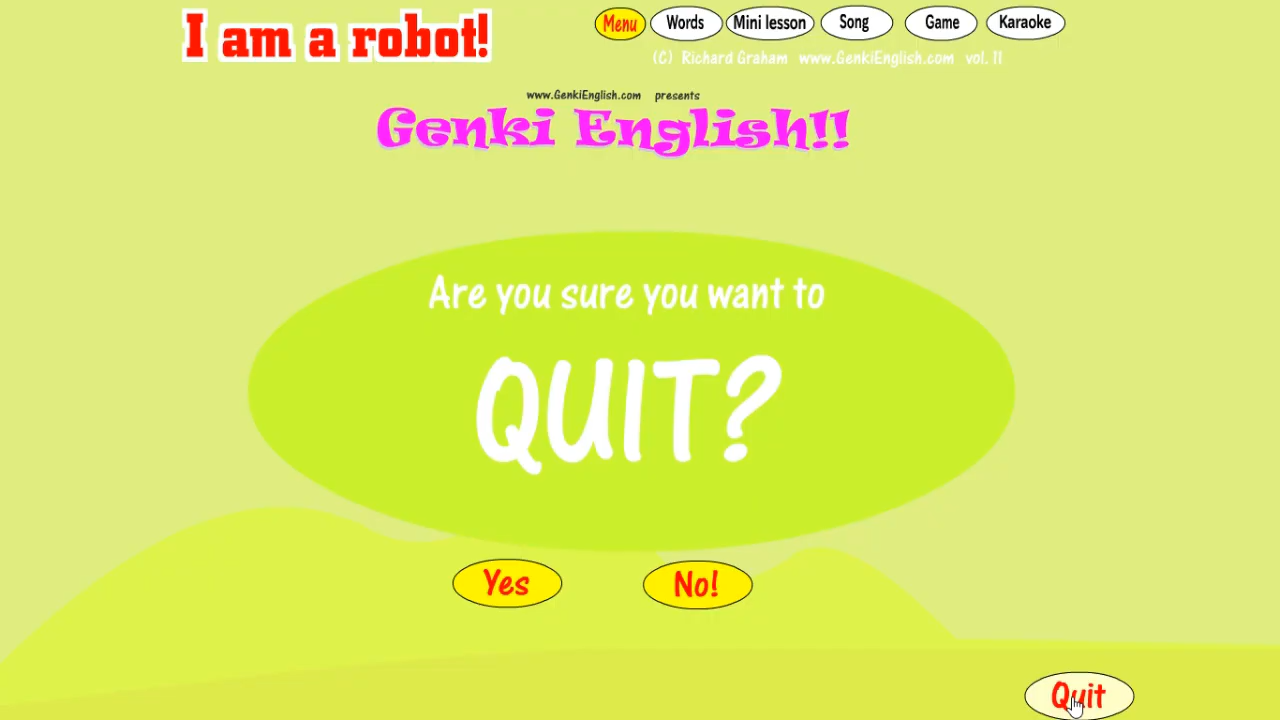 I am a robot!
Menu Words Mini lesson Song Game Karaoke
(C) Richard Graham www.GenkiEnglish.com vol. 11
www.GenkiEnglish.com presents
Genki English!!
Are you sure you want to
QUIT?
Yes No!
Quit